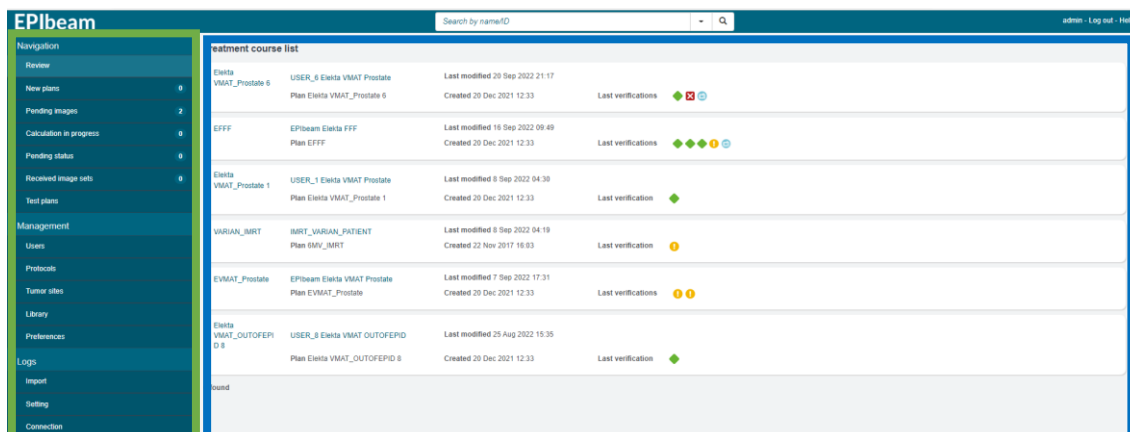 EPIbeam
Search by name/ID
admin - Log out - Hel
Navigation
Review
New plans 0
Pending images 2
Calculation in progress 0
Pending status 0
Received image sets 0
Test plans
Management
Users
Protocols
Tumor sites
Library
Preferences
Logs
Import
Setting
Connection
reatment course list
Elekta
VMAT_Prostate 6
USER_6 Elekta VMAT Prostate
Last modified 20 Sep 2022 21:17
Plan Elekta VMAT_Prostate 6
Created 20 Dec 2021 12:33
Last verifications
EFFF
EPIbeam Elekta FFF
Last modified 16 Sep 2022 09:49
Plan EFFF
Created 20 Dec 2021 12:33
Last verifications
Elekta
VMAT_Prostate 1
USER_1 Elekta VMAT Prostate
Last modified 8 Sep 2022 04:30
Plan Elekta VMAT_Prostate 1
Created 20 Dec 2021 12:33
Last verification
VARIAN_IMRT
IMRT_VARIAN_PATIENT
Last modified 8 Sep 2022 04:19
Plan 6MV_IMRT
Created 22 Nov 2017 16:03
Last verification
EVMAT_Prostate
EPIbeam Elekta VMAT Prostate
Last modified 7 Sep 2022 17:31
Plan EVMAT_Prostate
Created 20 Dec 2021 12:33
Last verifications
Elekta
VMAT_OUTOFEPI
D 8
USER_8 Elekta VMAT OUTOFEPID
Last modified 25 Aug 2022 15:35
Plan Elekta VMAT_OUTOFEPID 8
Created 20 Dec 2021 12:33
Last verification
found